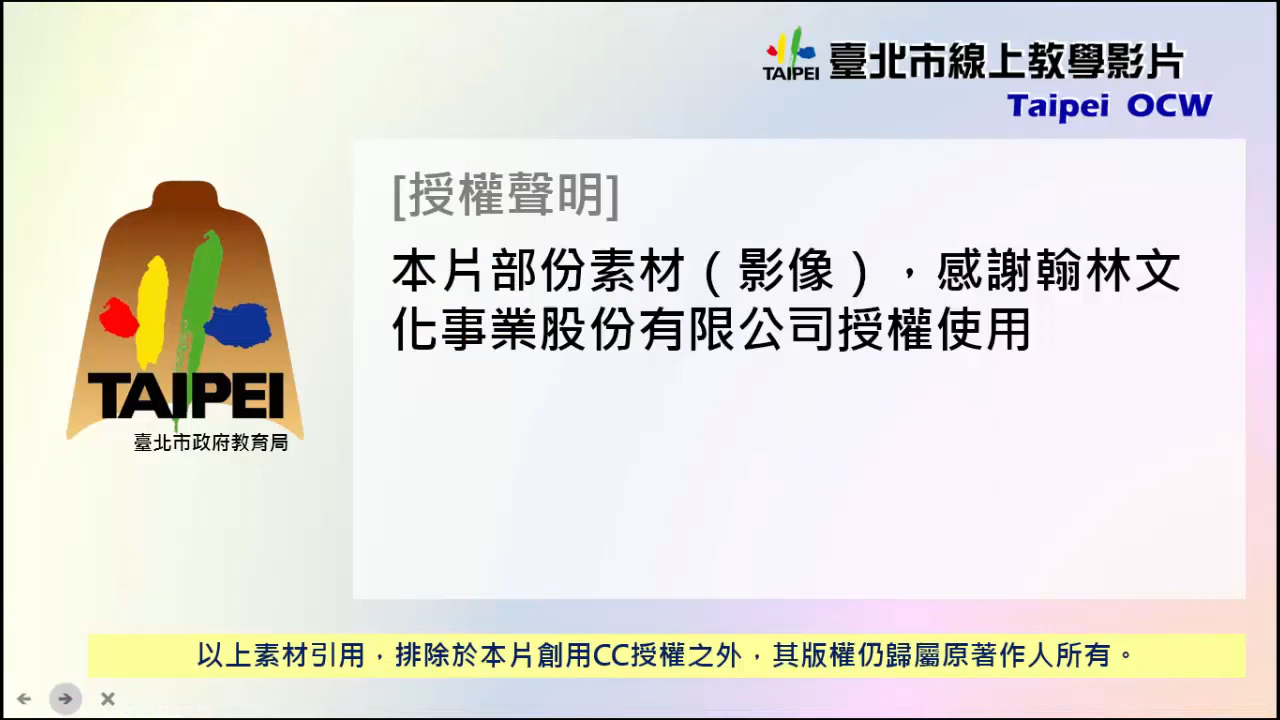 TAIPEI 臺北市線上教學影片
Taipei OCW
[授權聲明]
本片部份素材（影像），感謝翰林文
化事業股份有限公司授權使用
TAIPEI
臺北市政府教育局
以上素材引用，排除於本片創用CC授權之外，其版權仍歸屬原著作人所有。